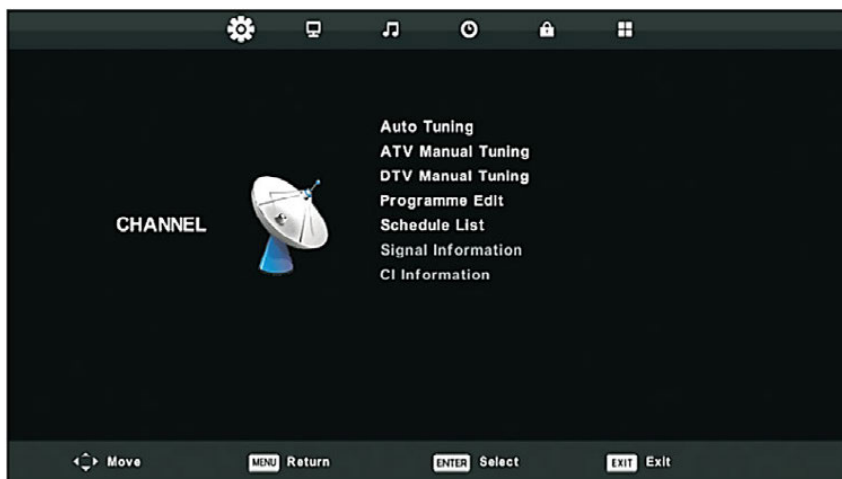 CHANNEL
Auto Tuning
ATV Manual Tuning
DTV Manual Tuning
Programme Edit
Schedule List
Signal Information
CI Information
Move MENU Return ENTER Select EXIT Exit